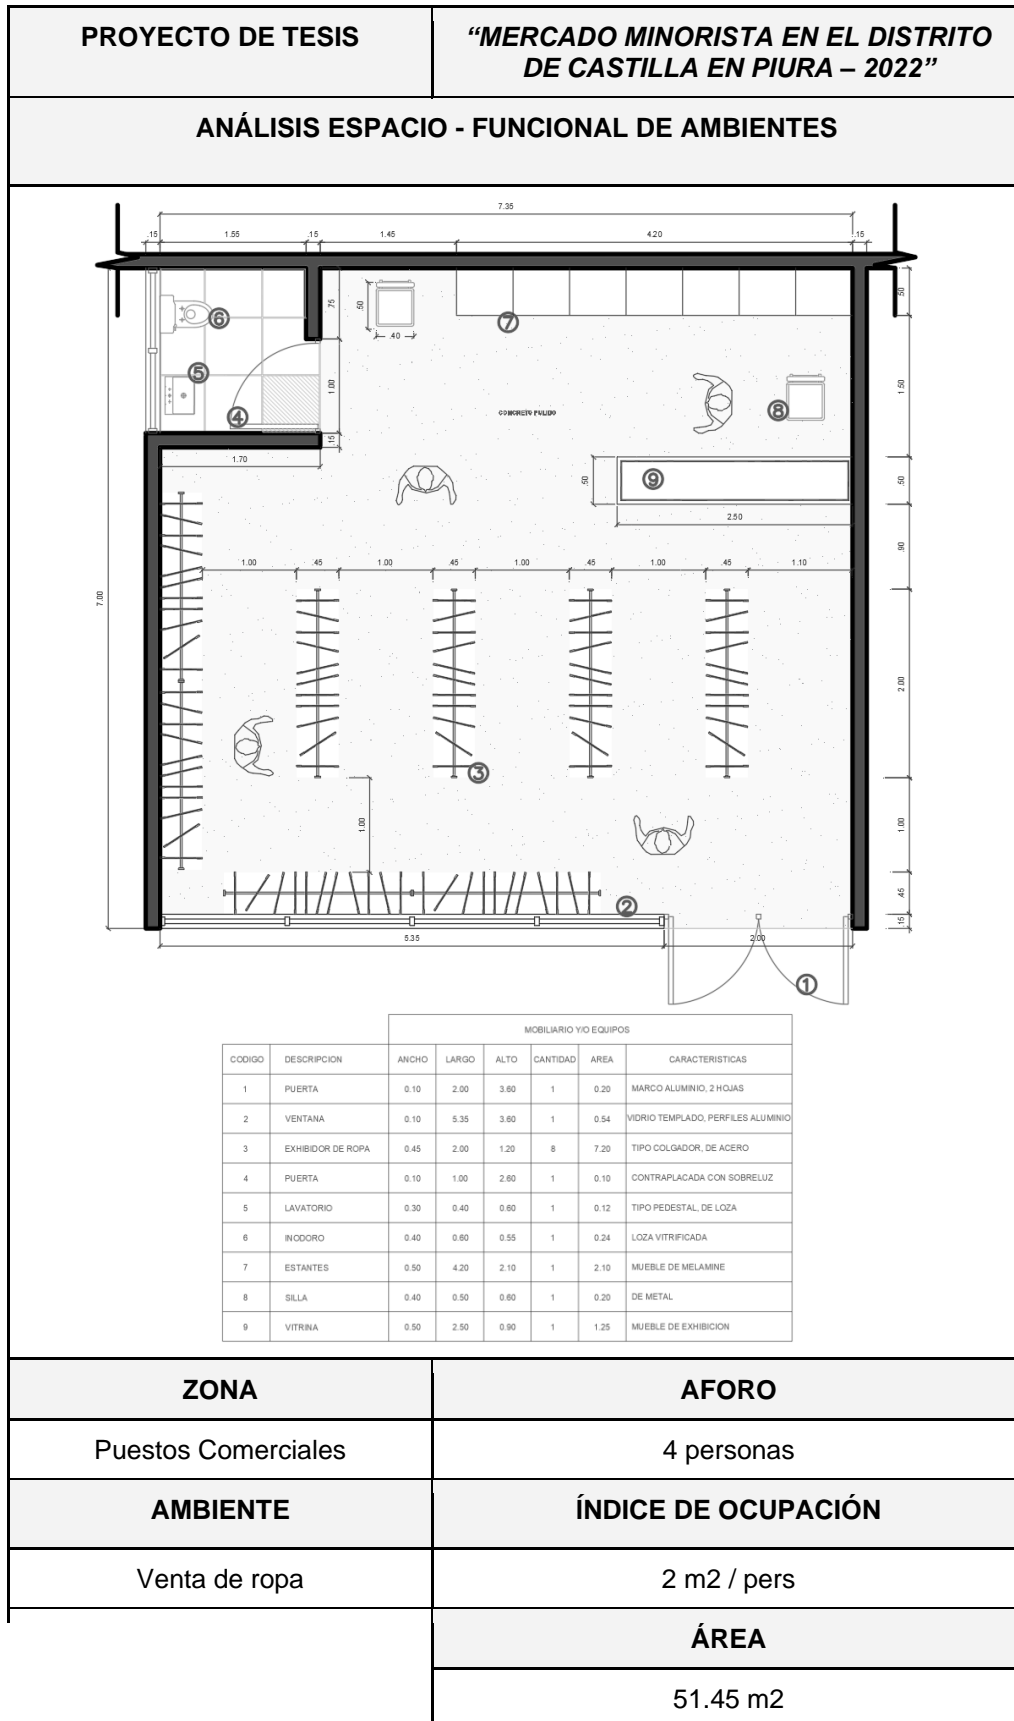 PROYECTO DE TESIS
“MERCADO MINORISTA EN EL DISTRITO
DE CASTILLA EN PIURA – 2022”
ANÁLISIS ESPACIO - FUNCIONAL DE AMBIENTES
7.35
.15 1.55 .15 1.45 4.20 .15
.75
.50
.40
.50
6
7
5
1.00
1.50
8
4
CONCRETO PULIDO
.15
1.70
.50
9
.50
2.50
.90
1.00 .45 1.00 .45 1.00 .45 1.00 .45 1.10
7.00
2.00
3
1.00
1.00
.45
2
.15
5.35
2.00
1
MOBILIARIO Y/O EQUIPOS
CODIGO DESCRIPCION ANCHO LARGO ALTO CANTIDAD AREA CARACTERISTICAS
1 PUERTA 0.10 2.00 3.60 1 0.20 MARCO ALUMINIO, 2 HOJAS
2 VENTANA 0.10 5.35 3.60 1 0.54 VIDRIO TEMPLADO, PERFILES ALUMINIO
3 EXHIBIDOR DE ROPA 0.45 2.00 1.20 8 7.20 TIPO COLGADOR, DE ACERO
4 PUERTA 0.10 1.00 2.60 1 0.10 CONTRAPLACADA CON SOBRELUZ
5 LAVATORIO 0.30 0.40 0.60 1 0.12 TIPO PEDESTAL, DE LOZA
6 INODORO 0.40 0.60 0.55 1 0.24 LOZA VITRIFICADA
7 ESTANTES 0.50 4.20 2.10 1 2.10 MUEBLE DE MELAMINE
8 SILLA 0.40 0.50 0.60 1 0.20 DE METAL
9 VITRINA 0.50 2.50 0.90 1 1.25 MUEBLE DE EXHIBICION
ZONA AFORO
Puestos Comerciales 4 personas
AMBIENTE ÍNDICE DE OCUPACIÓN
Venta de ropa 2 m2 / pers
ÁREA
51.45 m2